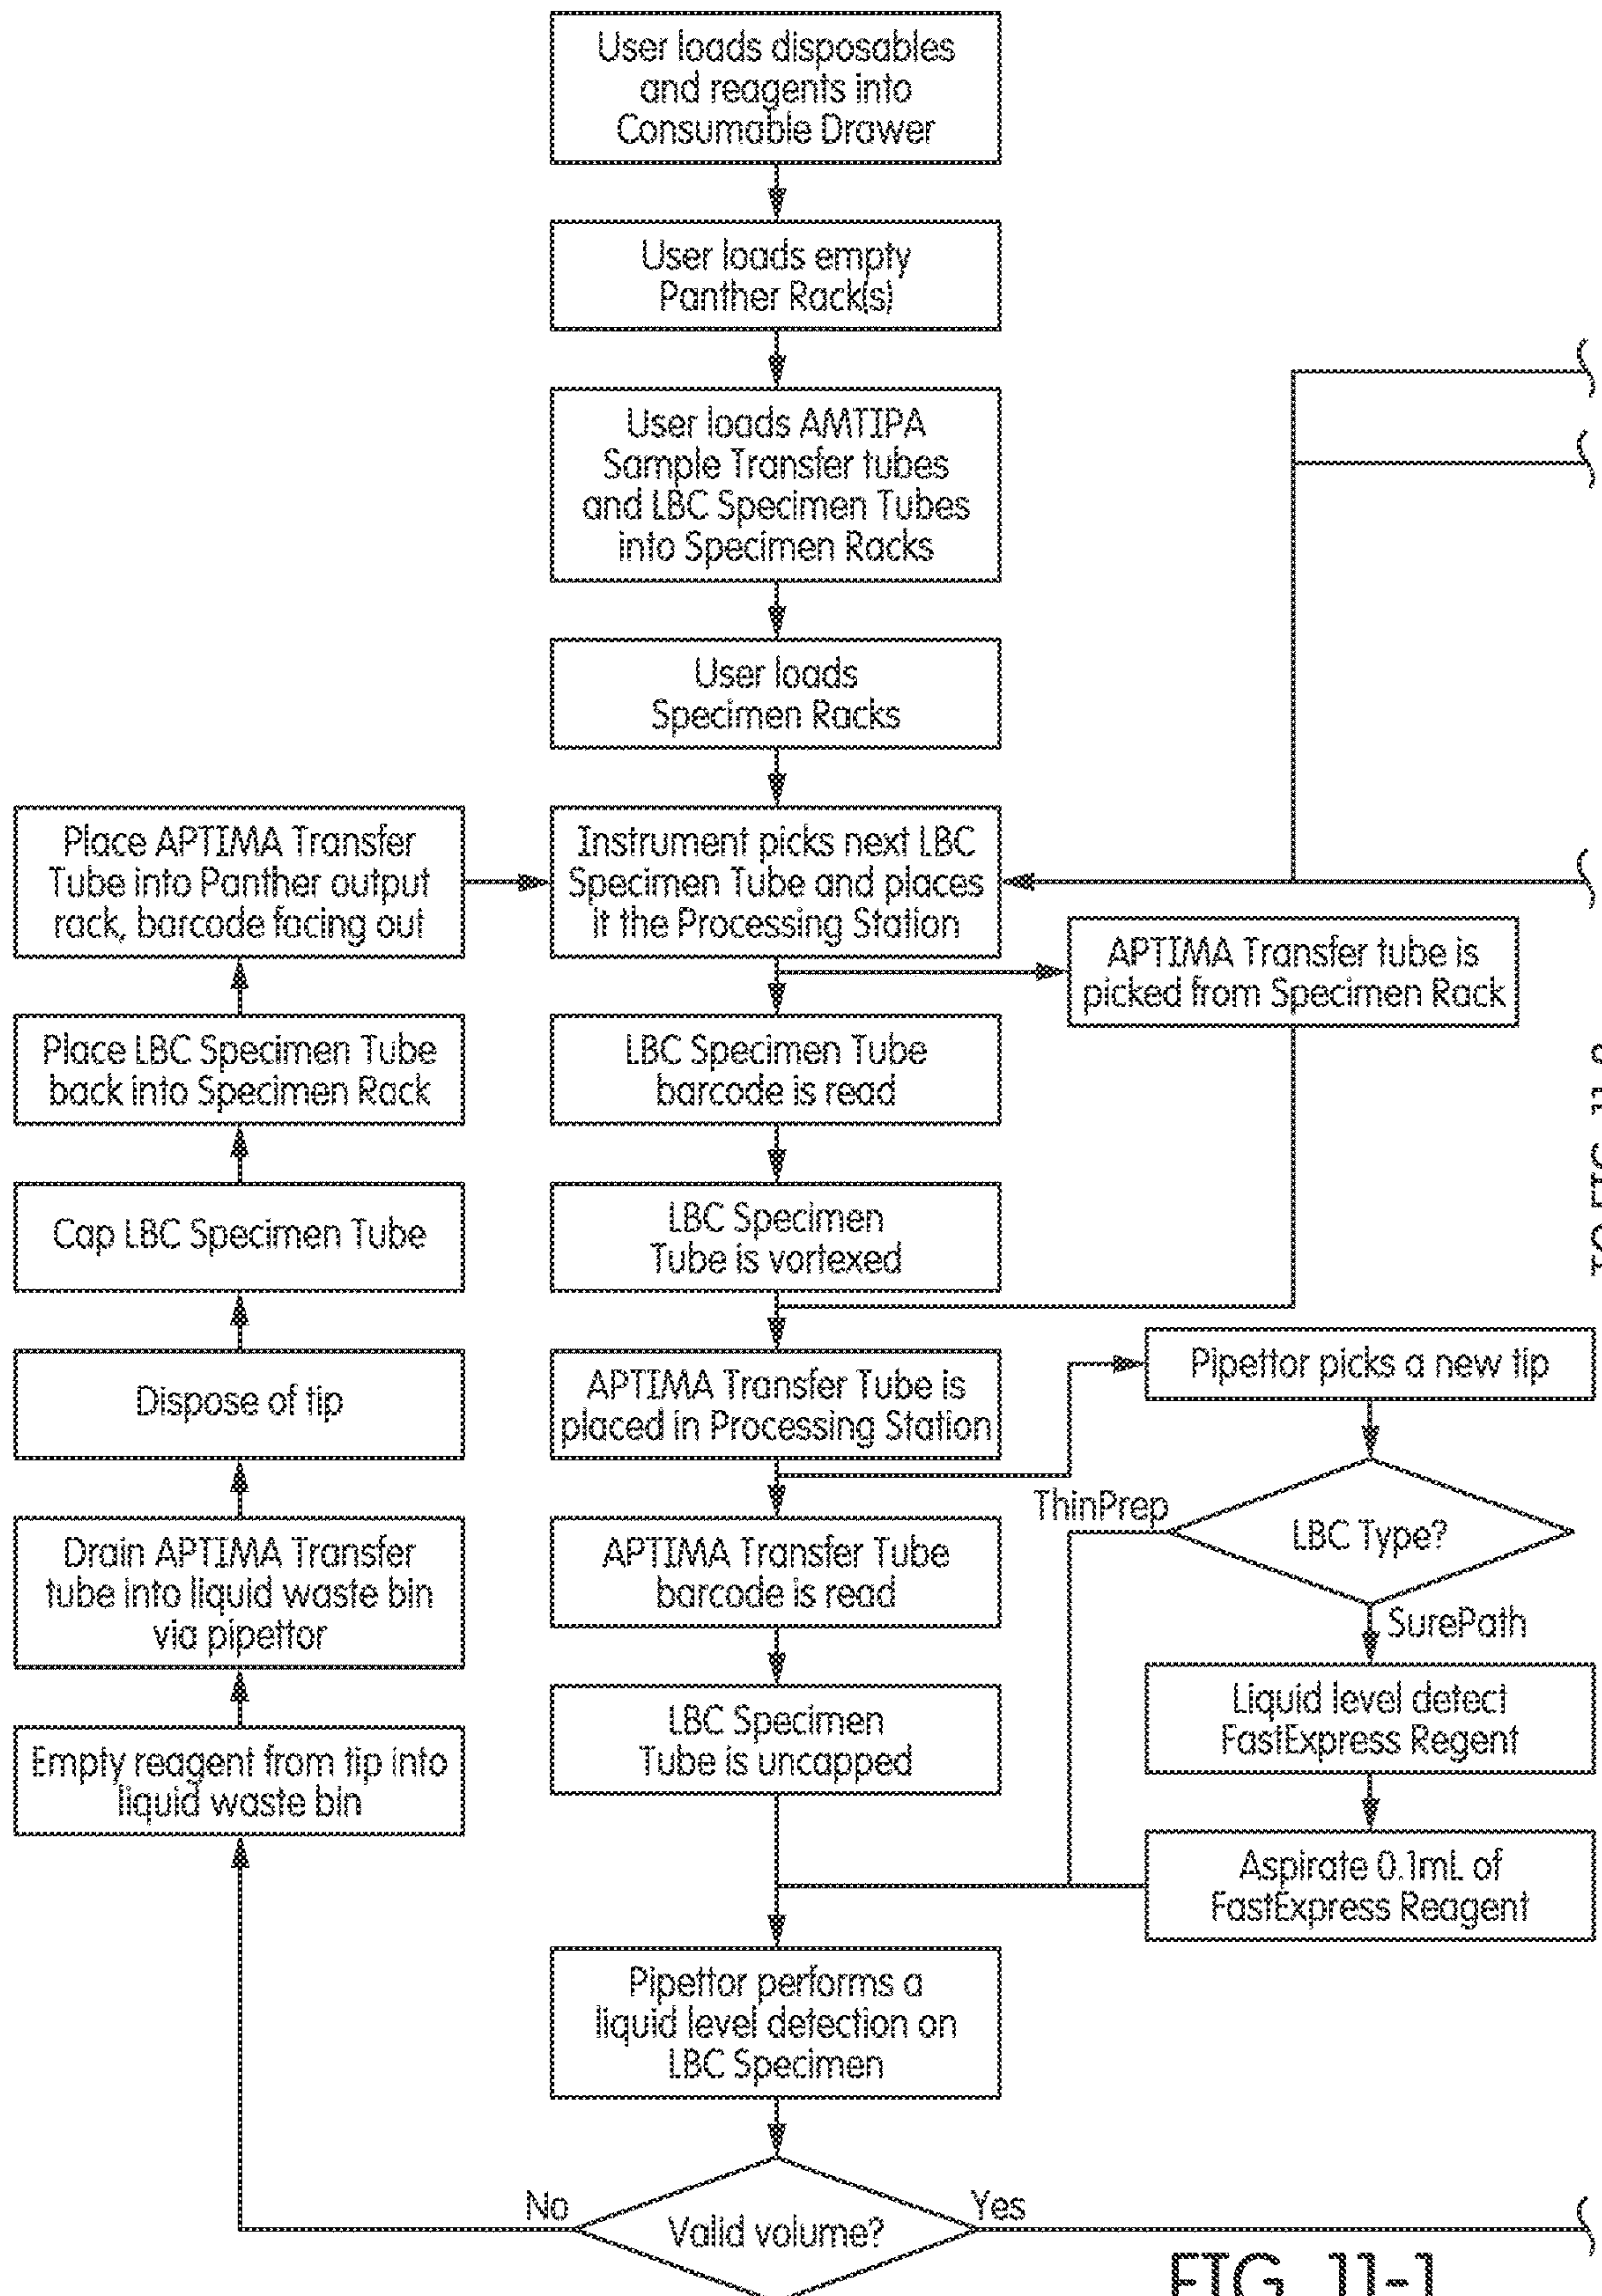 User loads disposables
and reagents into
Consumable Drawer
User loads empty
Panther Rack(s)
User loads AMTIPA
Sample Transfer tubes
and LBC Specimen Tubes
into Specimen Racks
User loads
Specimen Racks
Place APTIMA Transfer
Tube into Panther output
rack, barcode facing out
Instrument picks next LBC
Specimen Tube and places
it the Processing Station
APTIMA Transfer tube is
picked from Specimen Rack
Place LBC Specimen Tube
back into Specimen Rack
LBC Specimen Tube
barcode is read
Cap LBC Specimen Tube
LBC Specimen
Tube is vortexed
Dispose of tip
APTIMA Transfer Tube is
placed in Processing Station
Pipettor picks a new tip
ThinPrep
LBC Type?
SurePath
Drain APTIMA Transfer
tube into liquid waste bin
via pipettor
APTIMA Transfer Tube
barcode is read
Liquid level detect
FastExpress Regent
Empty reagent from tip into
liquid waste bin
LBC Specimen
Tube is uncapped
Aspirate 0.1mL of
FastExpress Reagent
Pipettor performs a
liquid level detection on
LBC Specimen
No
Valid volume?
Yes
FIG. 11-1